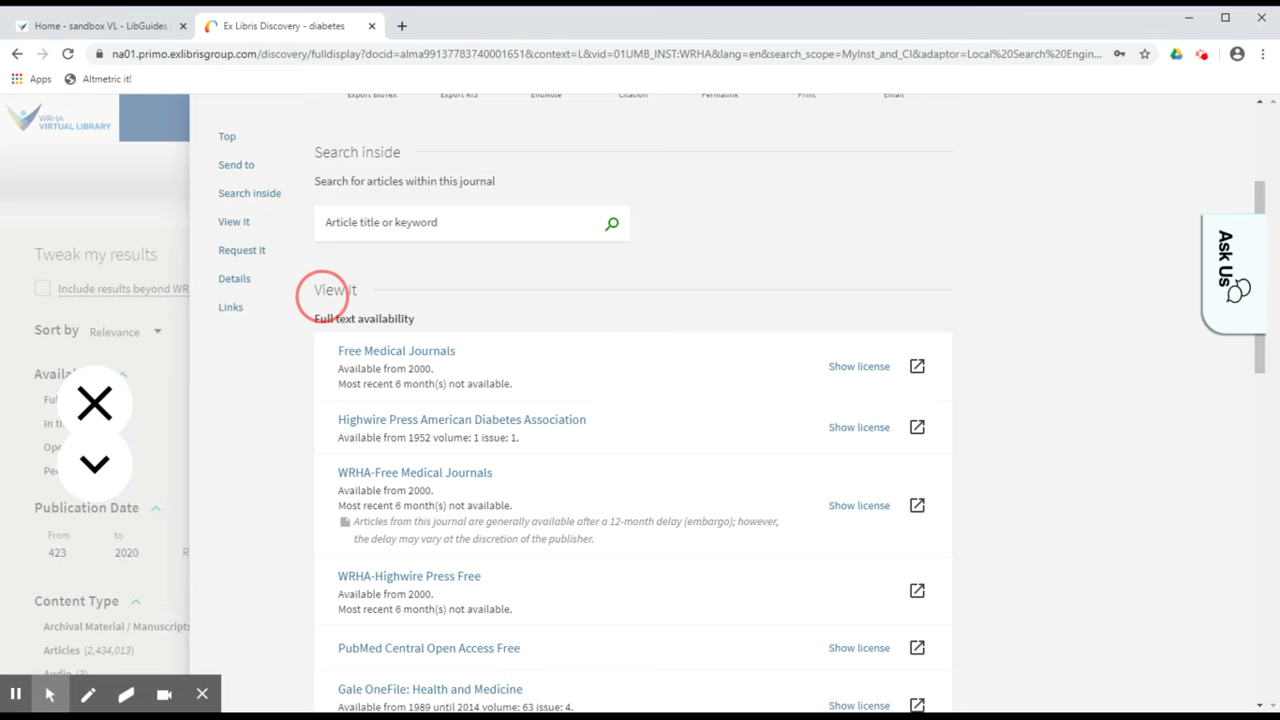 Home - sandbox VL - LibGuides
Ex Libris Discovery - diabetes
na01.primo.exlibrisgroup.com/discovery/fulldisplay?docid=alma99137783740001651&context=L&vid=01UMB_INST:WRHA&lang=en&search_scope=MyInst_and_CI&adaptor=Local%20Search%20Engin...
Apps
Altmetric it!
Export BibTex
Export RIS
EndNote
Citation
Permalink
Print
Email
WRHA
VIRTUAL LIBRARY
Top
Send to
Search inside
View It
Request It
Details
Links
Search inside
Search for articles within this journal
Article title or keyword
View It
Full text availability
Free Medical Journals
Available from 2000.
Most recent 6 month(s) not available.
Show license
Highwire Press American Diabetes Association
Available from 1952 volume: 1 issue: 1.
Show license
WRHA-Free Medical Journals
Available from 2000.
Most recent 6 month(s) not available.
Articles from this journal are generally available after a 12-month delay (embargo); however,
the delay may vary at the discretion of the publisher.
Show license
WRHA-Highwire Press Free
Available from 2000.
Most recent 6 month(s) not available.
PubMed Central Open Access Free
Show license
Gale OneFile: Health and Medicine
Available from 1989 until 2014 volume: 63 issue: 4.
Show license
Ask Us
Tweak my results
Include results beyond WR
Sort by Relevance
Availa
Fu
In t
Op
Pe
Publication Date
From
to
423
2020
R
Content Type
Archival Material / Manuscripts
Articles (2,434,013)